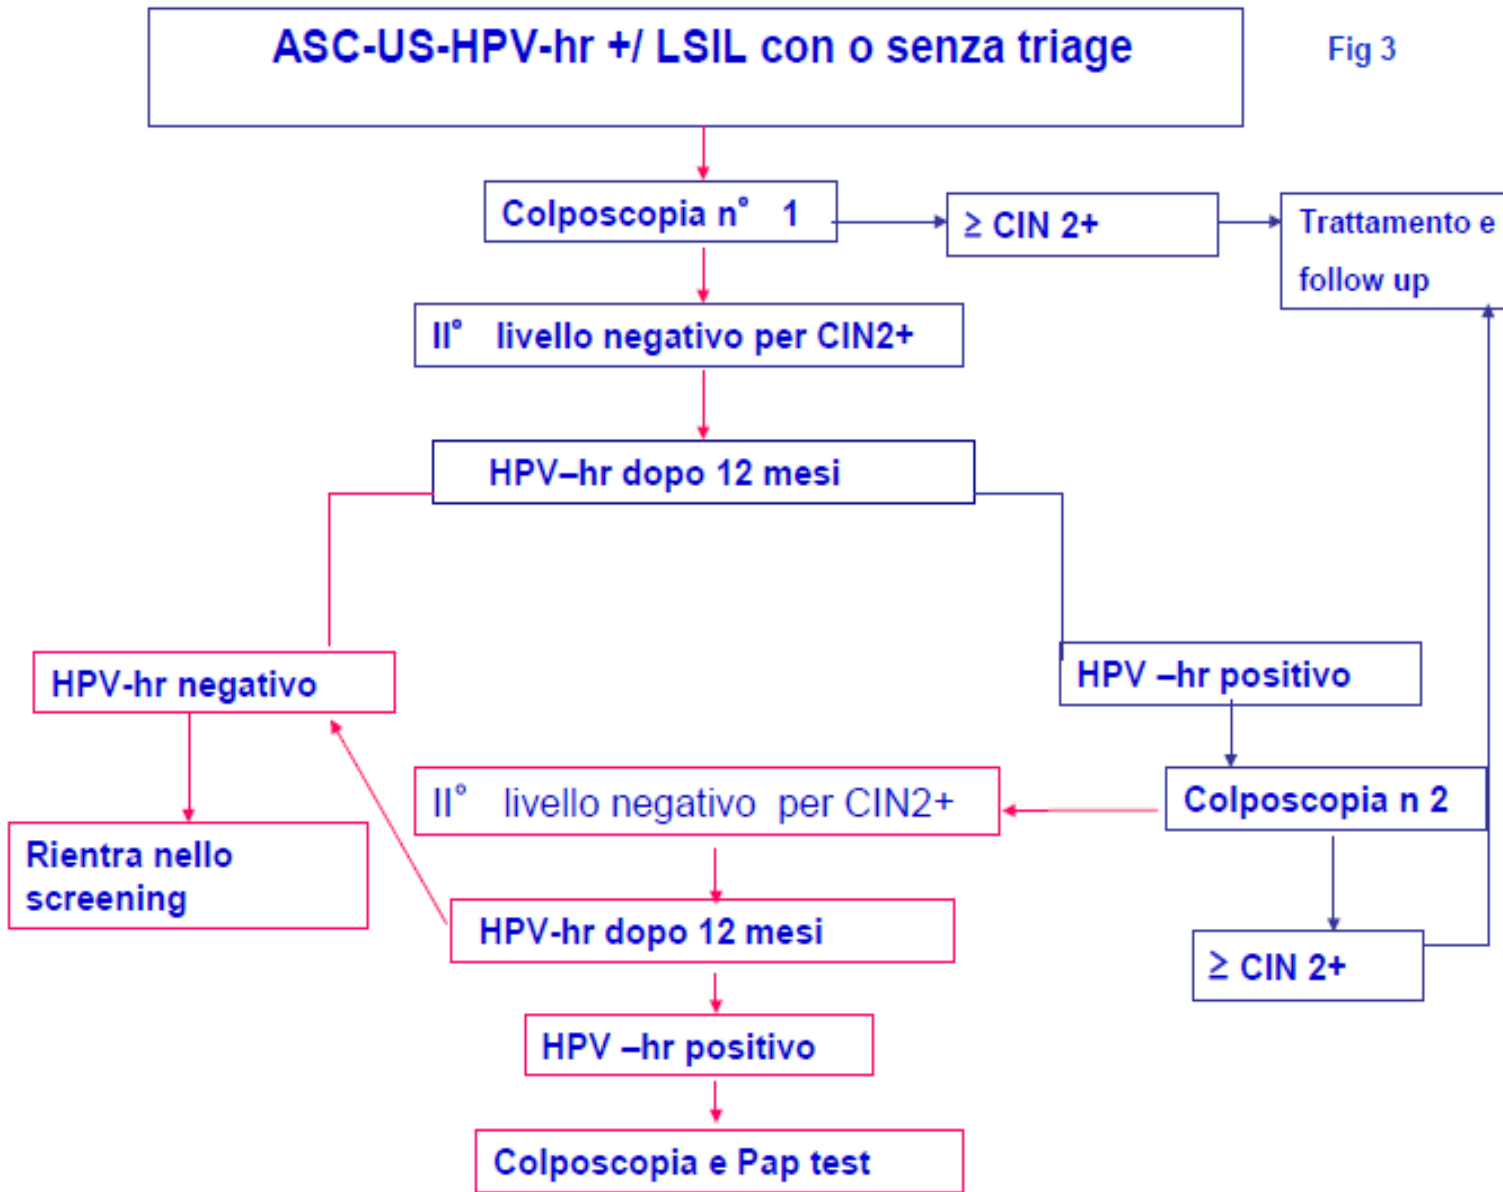 ASC-US-HPV-hr +/ LSIL con o senza triage
Fig 3
Colposcopia n° 1
≥ CIN 2+
Trattamento e
follow up
II° livello negativo per CIN2+
HPV–hr dopo 12 mesi
HPV-hr negativo
HPV –hr positivo
II° livello negativo per CIN2+
Colposcopia n 2
Rientra nello
screening
HPV-hr dopo 12 mesi
≥ CIN 2+
HPV –hr positivo
Colposcopia e Pap test